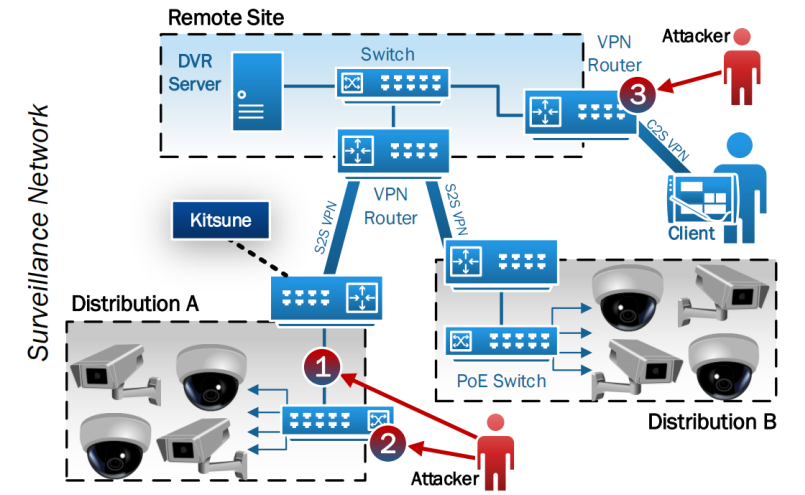 Remote Site
Surveillance Network
DVR
Server
Switch
VPN
Router
Attacker
3
C2S VPN
Client
VPN
Router
S2S VPN
S2S VPN
Kitsune
Distribution A
1
2
Attacker
PoE Switch
Distribution B